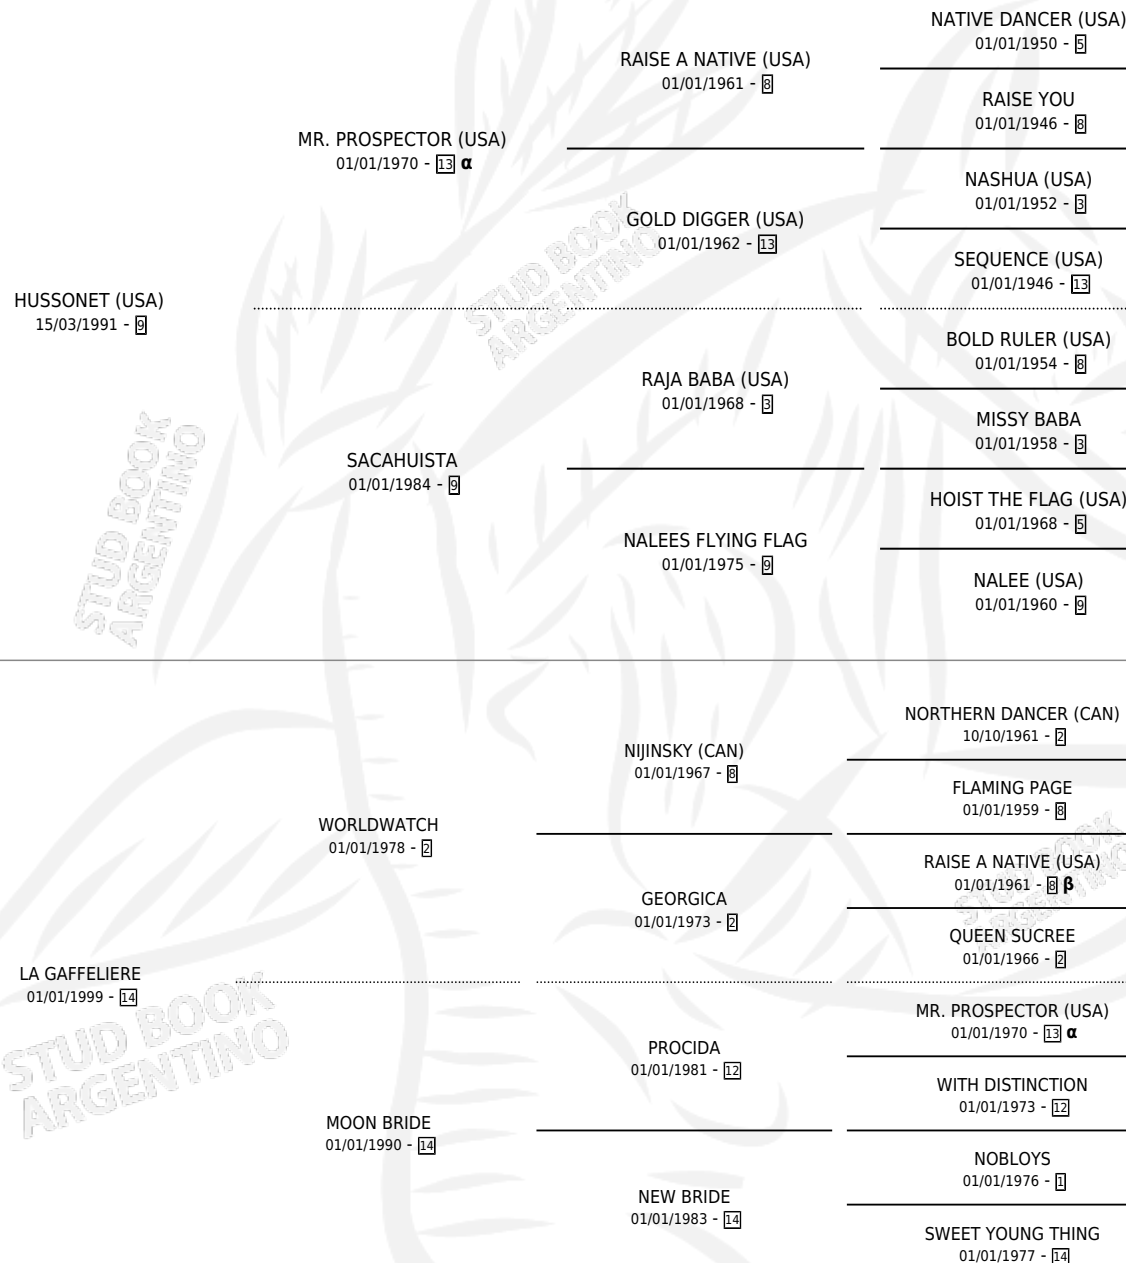 NATIVE DANCER (USA)
01/01/1950 - 5
RAISE A NATIVE (USA)
01/01/1961 - 8
RAISE YOU
01/01/1946 - 8
MR. PROSPECTOR (USA)
01/01/1970 - 13 α
NASHUA (USA)
01/01/1952 - 3
GOLD DIGGER (USA)
01/01/1962 - 13
SEQUENCE (USA)
01/01/1946 - 13
HUSSONET (USA)
15/03/1991 - 9
BOLD RULER (USA)
01/01/1954 - 8
RAJA BABA (USA)
01/01/1968 - 3
MISSY BABA
01/01/1958 - 3
SACAHUISTA
01/01/1984 - 9
HOIST THE FLAG (USA)
01/01/1968 - 5
NALEES FLYING FLAG
01/01/1975 - 9
NALEE (USA)
01/01/1960 - 9
NORTHERN DANCER (CAN)
10/10/1961 - 2
NIJINSKY (CAN)
01/01/1967 - 8
FLAMING PAGE
01/01/1959 - 8
WORLDWATCH
01/01/1978 - 2
RAISE A NATIVE (USA)
01/01/1961 - 8 β
GEORGICA
01/01/1973 - 2
QUEEN SUCREE
01/01/1966 - 2
LA GAFFELIERE
01/01/1999 - 14
MR. PROSPECTOR (USA)
01/01/1970 - 13 α
PROCIDA
01/01/1981 - 12
WITH DISTINCTION
01/01/1973 - 12
MOON BRIDE
01/01/1990 - 14
NOBLOYS
01/01/1976 - 1
NEW BRIDE
01/01/1983 - 14
SWEET YOUNG THING
01/01/1977 - 14
STUD BOOK
ARGENTINO
STUD BOOK
ARGENTINO
STUD BOOK
ARGENTINO
STUD BOOK
ARGENTINO